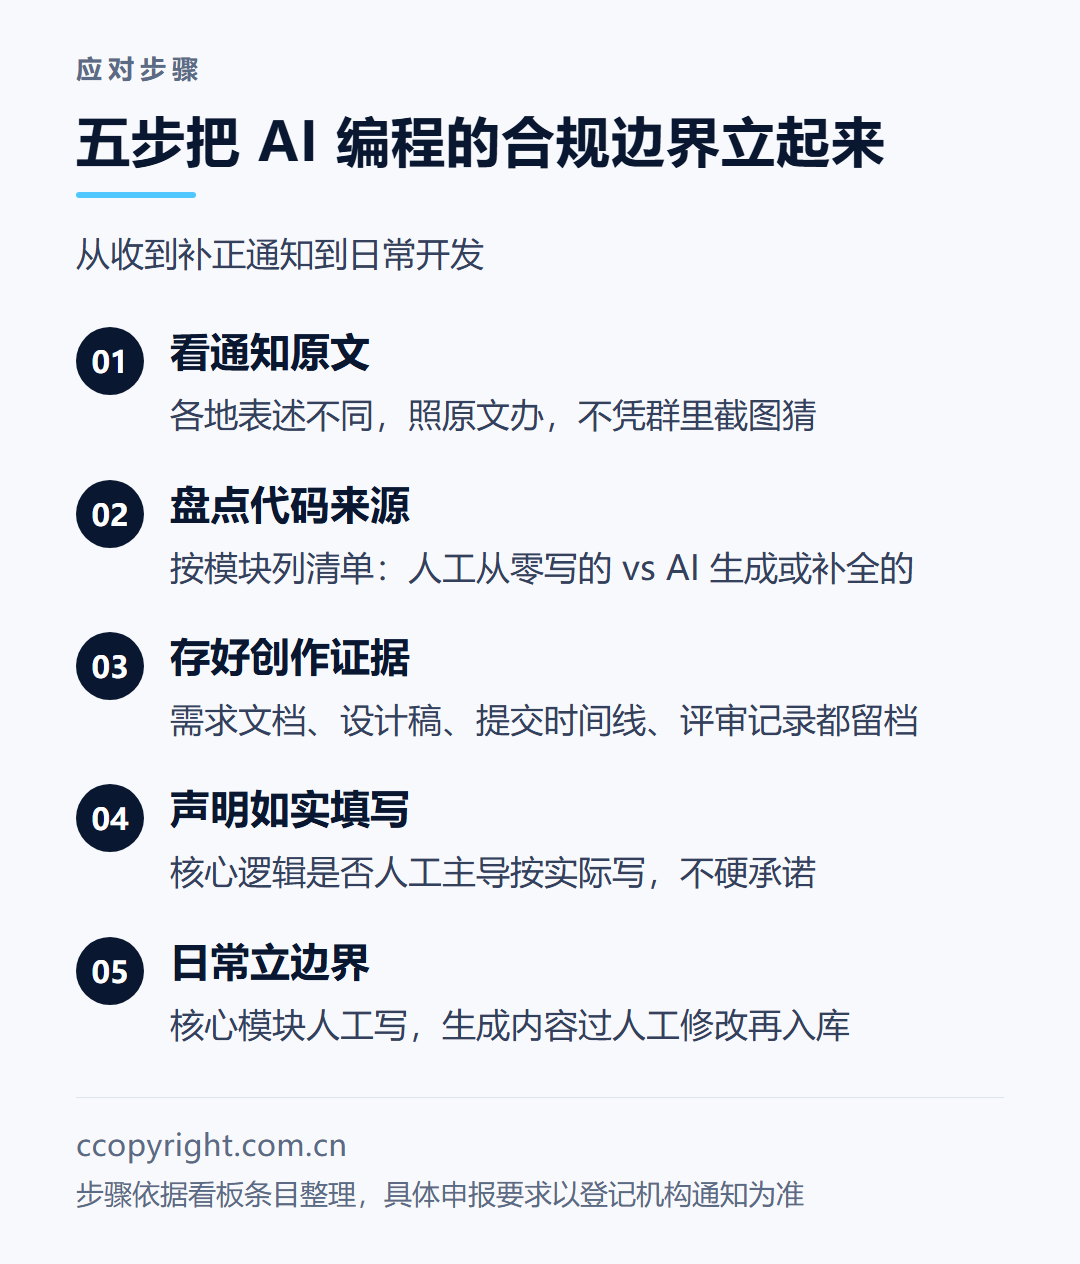 应对步骤
五步把 AI 编程的合规边界立起来
从收到补正通知到日常开发
01
看通知原文
各地表述不同，照原文办，不凭群里截图猜
02
盘点代码来源
按模块列清单：人工从零写的 vs AI 生成或补全的
03
存好创作证据
需求文档、设计稿、提交时间线、评审记录都留档
04
声明如实填写
核心逻辑是否人工主导按实际写，不硬承诺
05
日常立边界
核心模块人工写，生成内容过人工修改再入库
ccopyright.com.cn
步骤依据看板条目整理，具体申报要求以登记机构通知为准